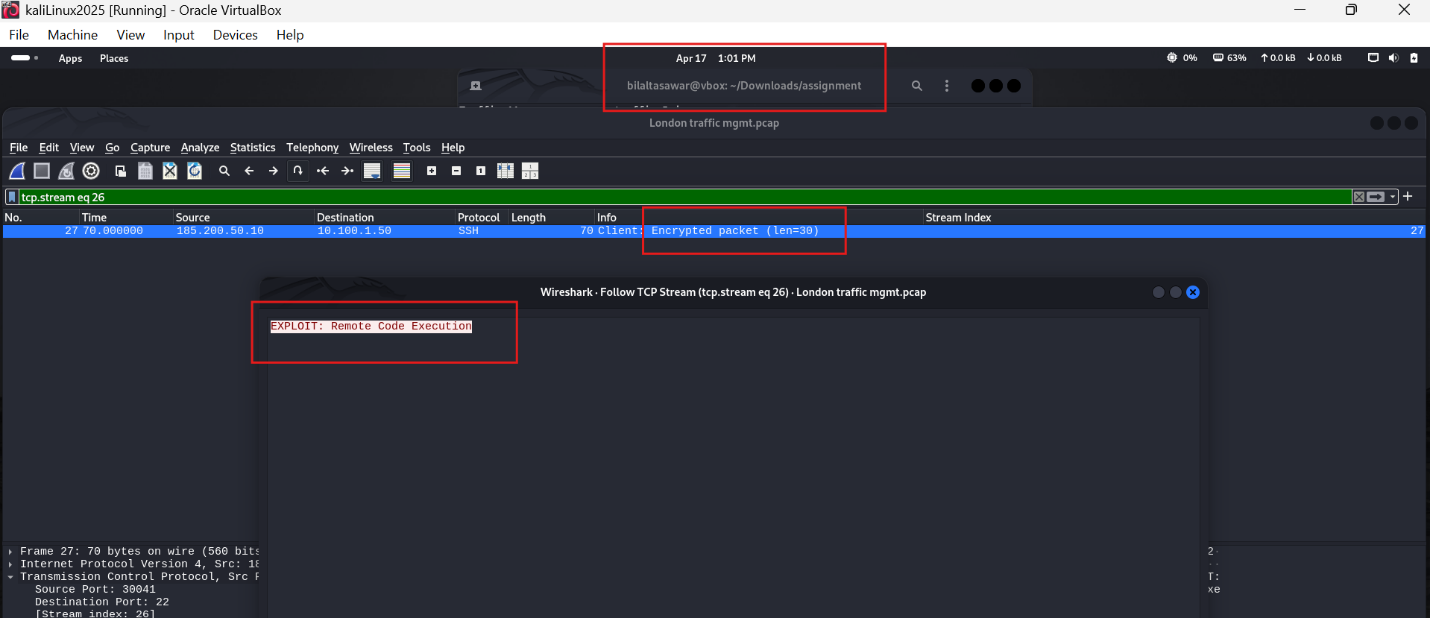 kaliLinux2025 [Running] - Oracle VirtualBox
File Machine View Input Devices Help
Apps Places Apr 17 1:01 PM 0% 63% ↑0.0 kB ↓0.0 kB
bilaltasawar@vbox: ~/Downloads/assignment
London traffic mgmt.pcap
File Edit View Go Capture Analyze Statistics Telephony Wireless Tools Help
tcp.stream eq 26
No. Time Source Destination Protocol Length Info Stream Index
27 70.000000 185.200.50.10 10.100.1.50 SSH 70 Client: Encrypted packet (len=30) 27
Wireshark · Follow TCP Stream (tcp.stream eq 26) · London traffic mgmt.pcap
EXPLOIT: Remote Code Execution
Frame 27: 70 bytes on wire (560 bits
Internet Protocol Version 4, Src: 18
Transmission Control Protocol, Src P
Source Port: 30041
Destination Port: 22
[Stream index: 26]
2·
··
T:
xe